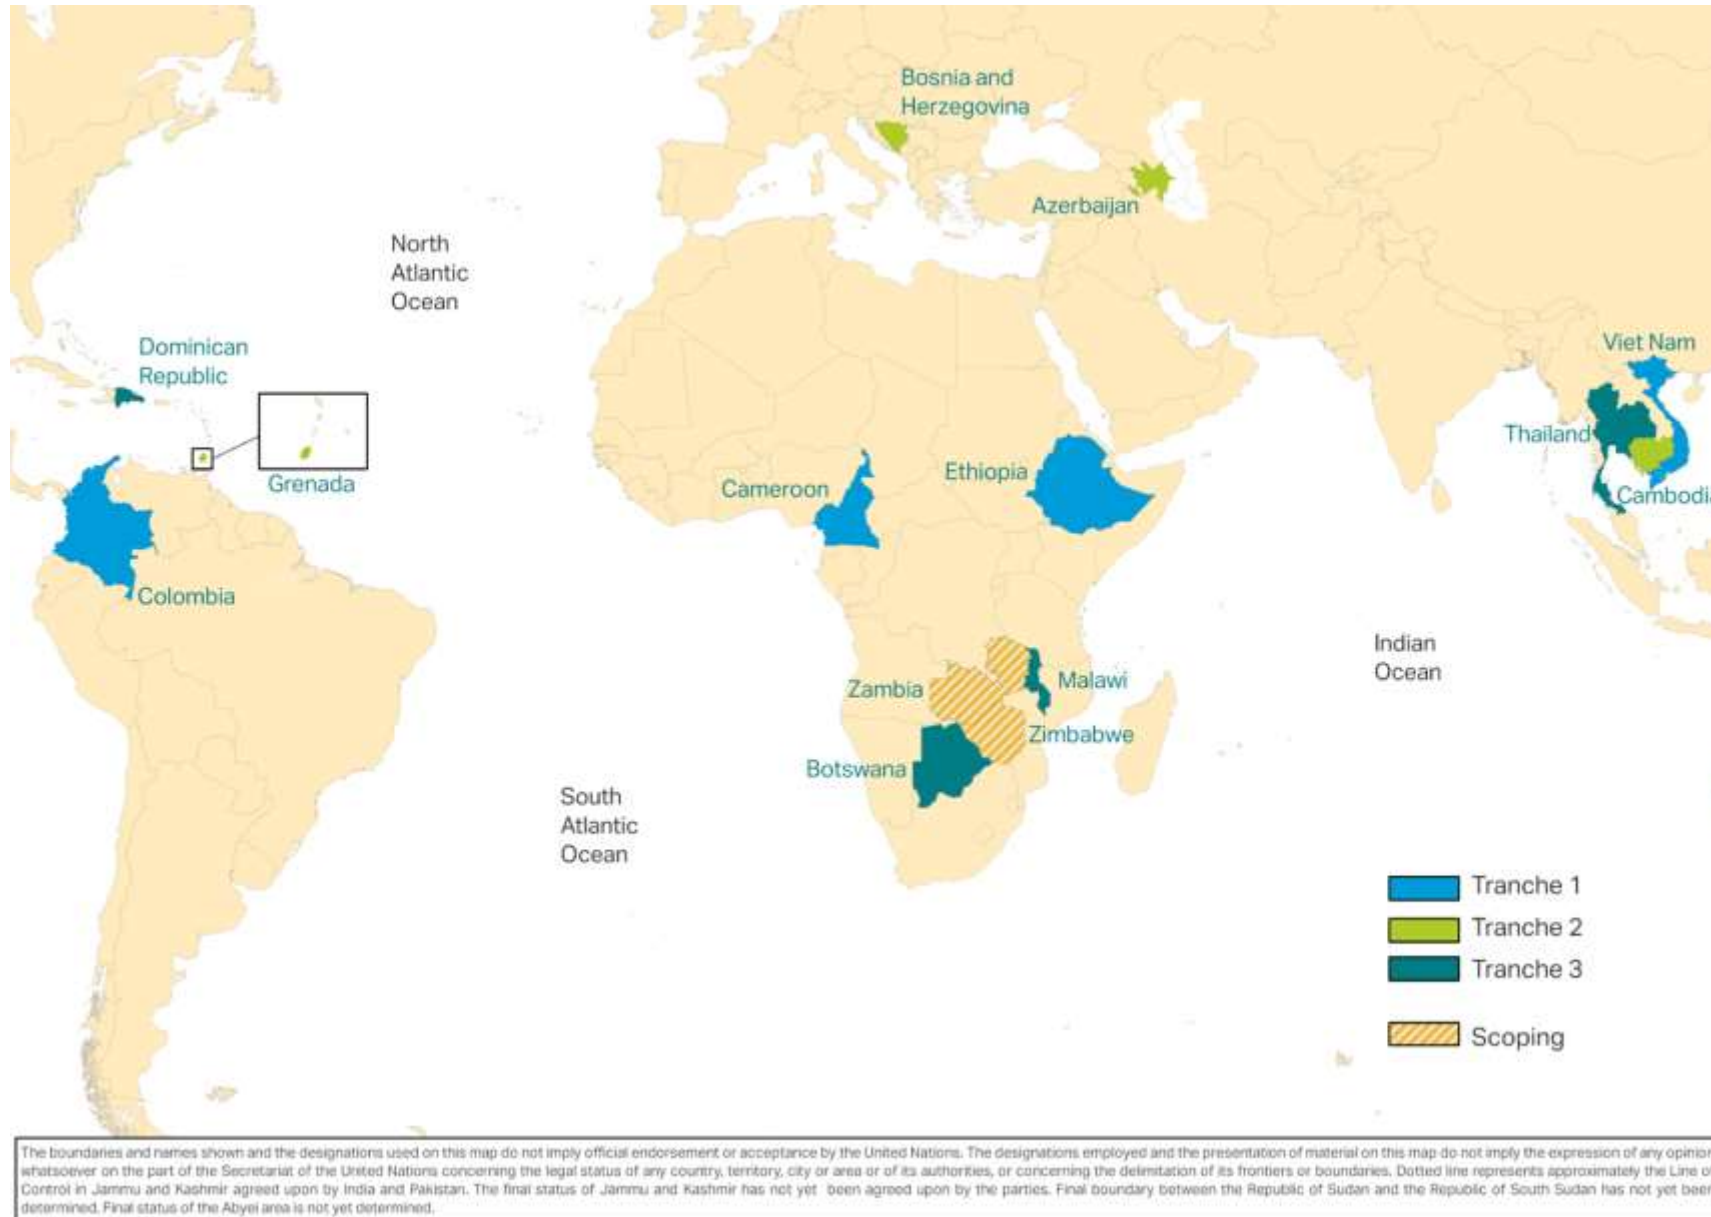 Bosnia and
Herzegovina
Azerbaijan
North
Atlantic
Ocean
Dominican
Republic
Viet Nam
Thailand
Grenada
Cameroon
Ethiopia
Cambodia
Colombia
Indian
Ocean
Zambia
Malawi
Zimbabwe
Botswana
South
Atlantic
Ocean
Tranche 1
Tranche 2
Tranche 3
Scoping
The boundaries and names shown and the designations used on this map do not imply official endorsement or acceptance by the United Nations. The designations employed and the presentation of material on this map do not imply the expression of any opinion
whatsoever on the part of the Secretariat of the United Nations concerning the legal status of any country, territory, city or area or of its authorities, or concerning the delimitation of its frontiers or boundaries. Dotted line represents approximately the Line of
Control in Jammu and Kashmir agreed upon by India and Pakistan. The final status of Jammu and Kashmir has not yet been agreed upon by the parties. Final boundary between the Republic of Sudan and the Republic of South Sudan has not yet been
determined. Final status of the Abyei area is not yet determined.